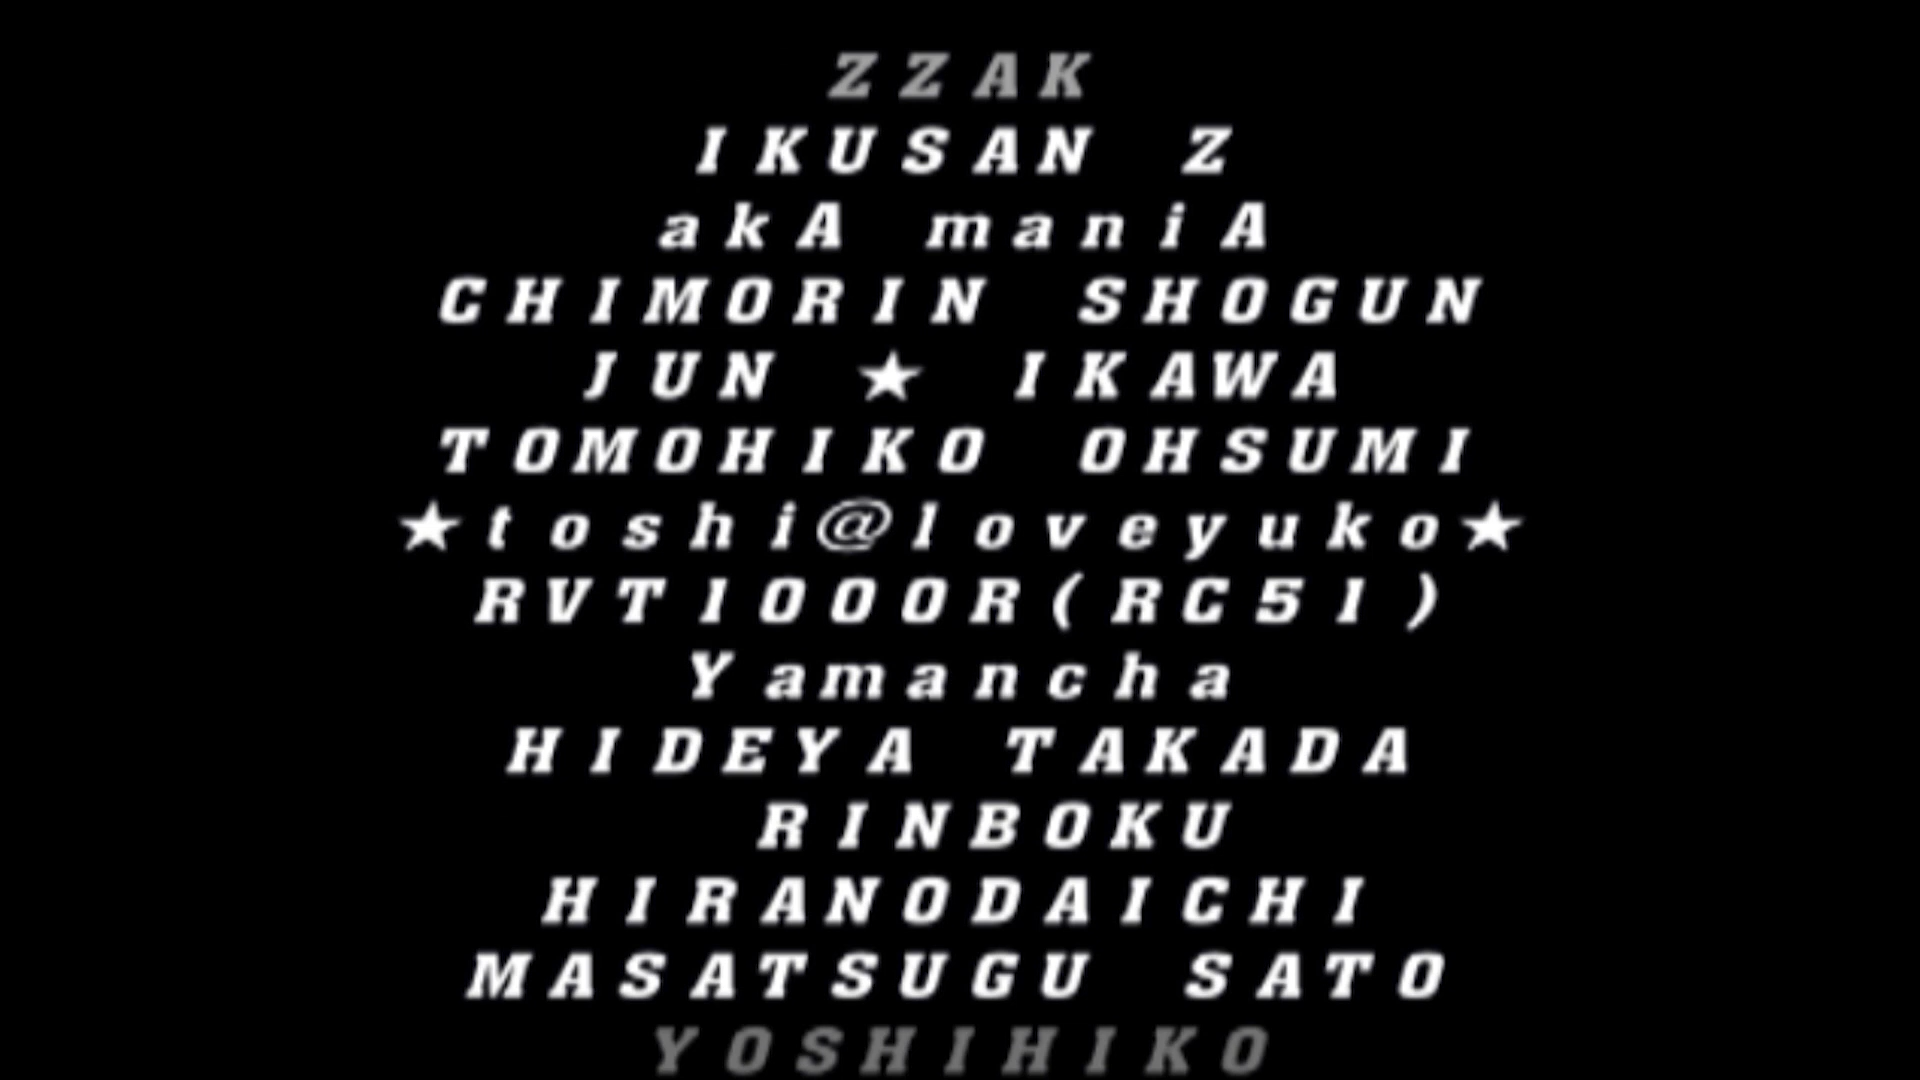 ZZAK
IKUSAN Z
akA maniA
CHIMORIN SHOGUN
JUN ★ IKAWA
TOMOHIKO OHSUMI
★toshi@loveyuko★
RVT1000R(RC51)
Yamancha
HIDEYA TAKADA
RINBOKU
HIRANODAICHI
MASATSUGU SATO
YOSHIHIKO